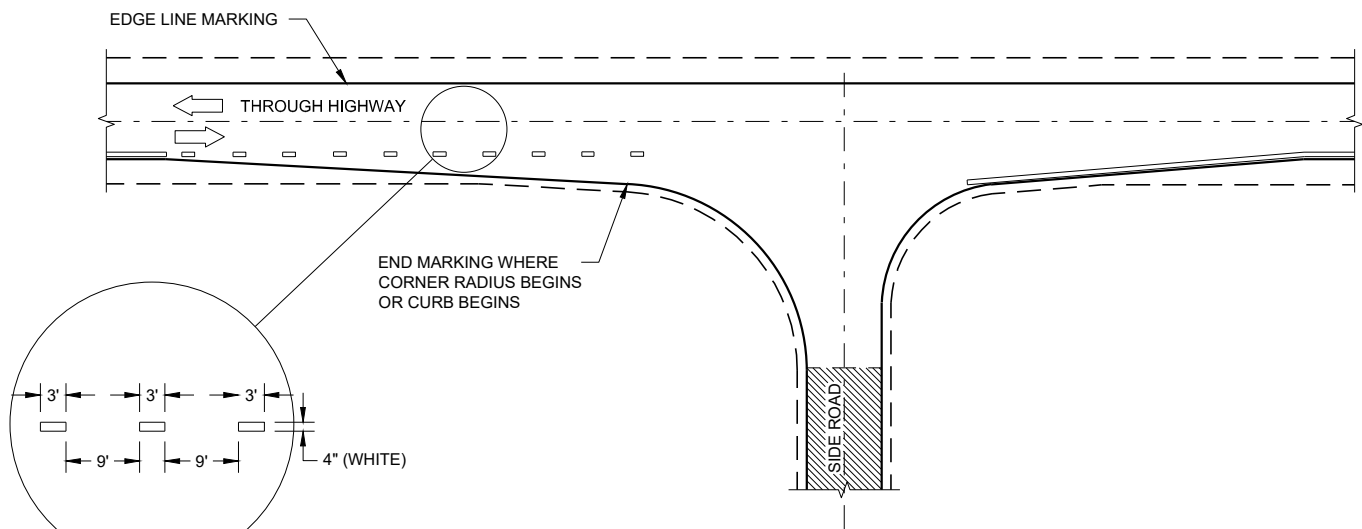 EDGE LINE MARKING
THROUGH HIGHWAY
END MARKING WHERE
CORNER RADIUS BEGINS
OR CURB BEGINS
3' 3' 3'
9' 9'
4" (WHITE)
SIDE ROAD